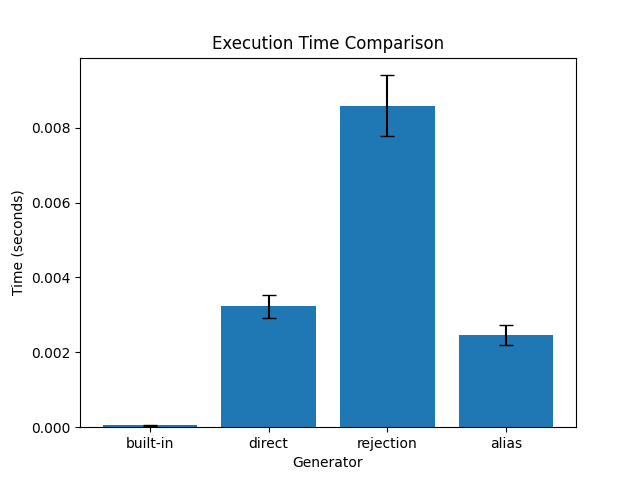 Execution Time Comparison
Time (seconds)
0.008
0.006
0.004
0.002
0.000
built-in direct rejection alias
Generator